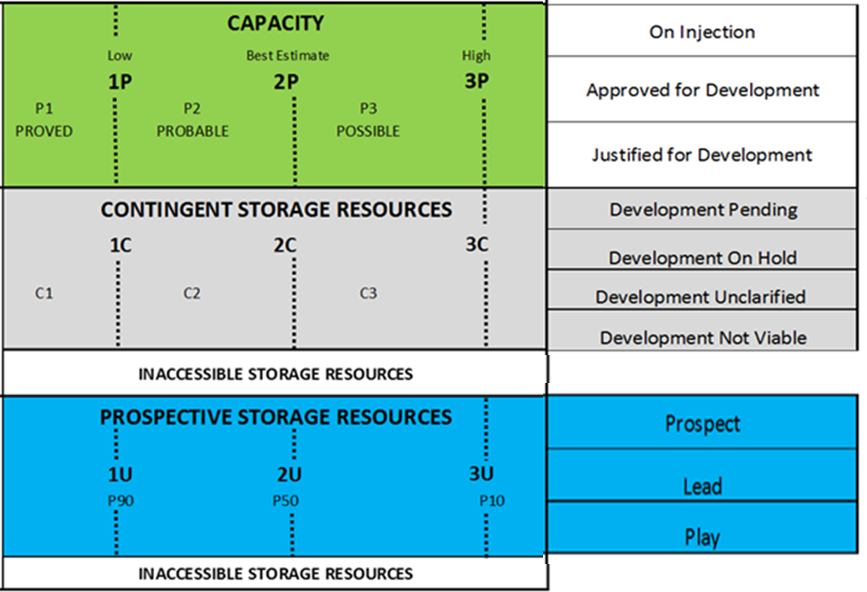 CAPACITY
Low Best Estimate High
1P 2P 3P
P1 P2 P3
PROVED PROBABLE POSSIBLE
On Injection
Approved for Development
Justified for Development
CONTINGENT STORAGE RESOURCES
1C 2C 3C
C1 C2 C3
Development Pending
Development On Hold
Development Unclarified
Development Not Viable
INACCESSIBLE STORAGE RESOURCES
PROSPECTIVE STORAGE RESOURCES
1U 2U 3U
P90 P50 P10
Prospect
Lead
Play
INACCESSIBLE STORAGE RESOURCES